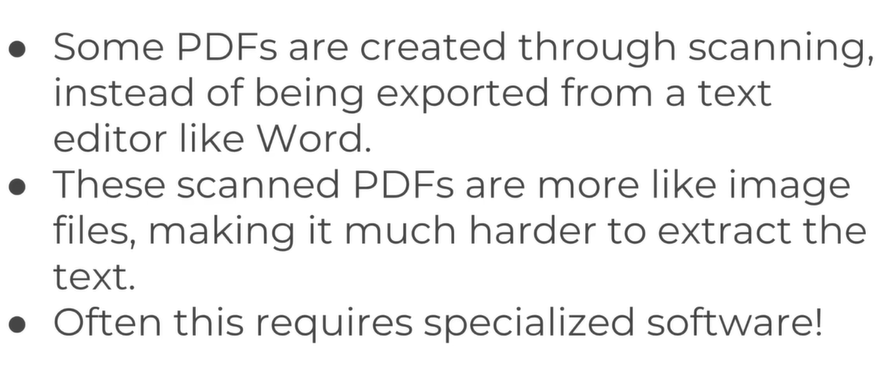 ● Some PDFs are created through scanning,
instead of being exported from a text
editor like Word.
● These scanned PDFs are more like image
files, making it much harder to extract the
text.
● Often this requires specialized software!